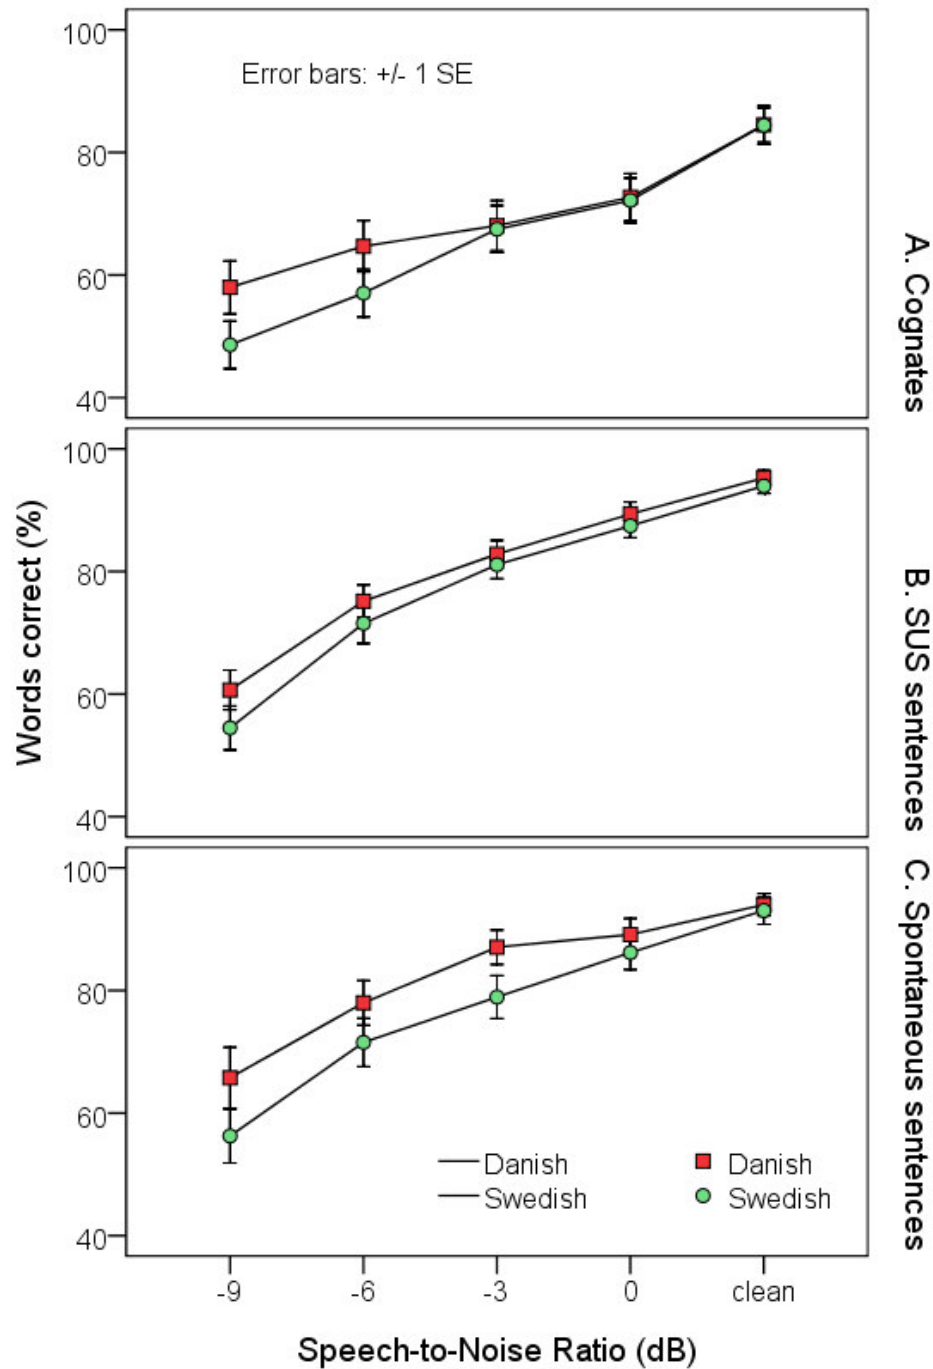 100
80
60
40
Error bars: +/- 1 SE
A. Cognates
100
80
60
40
Words correct (%)
B. SUS sentences
100
80
60
40
C. Spontaneous sentences
Danish
Danish
Swedish
Swedish
-9
-6
-3
0
clean
Speech-to-Noise Ratio (dB)